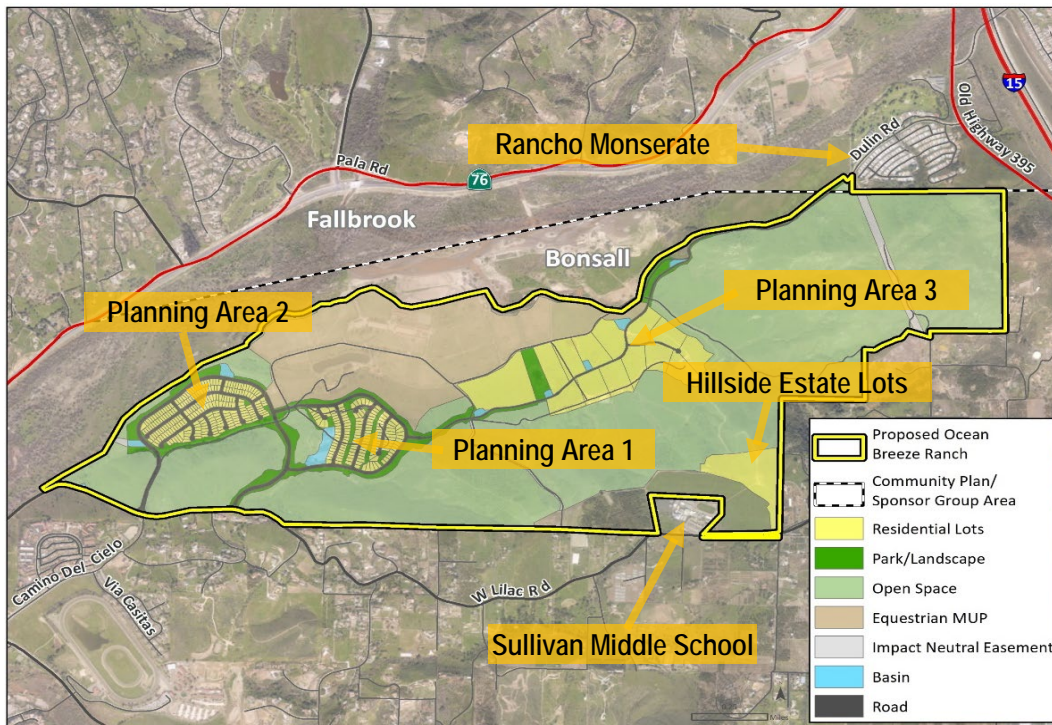 15
Old Highway 395
Rancho Monserate
Dulin Rd
Pala Rd
76
Fallbrook
Bonsall
Planning Area 3
Planning Area 2
Hillside Estate Lots
Planning Area 1
Proposed Ocean
Breeze Ranch
Community Plan/
Sponsor Group Area
Residential Lots
Park/Landscape
Open Space
Equestrian MUP
Impact Neutral Easement
Basin
Road
Camino Del Cielo
Via Casitas
W Lilac Rd
Sullivan Middle School
Miles